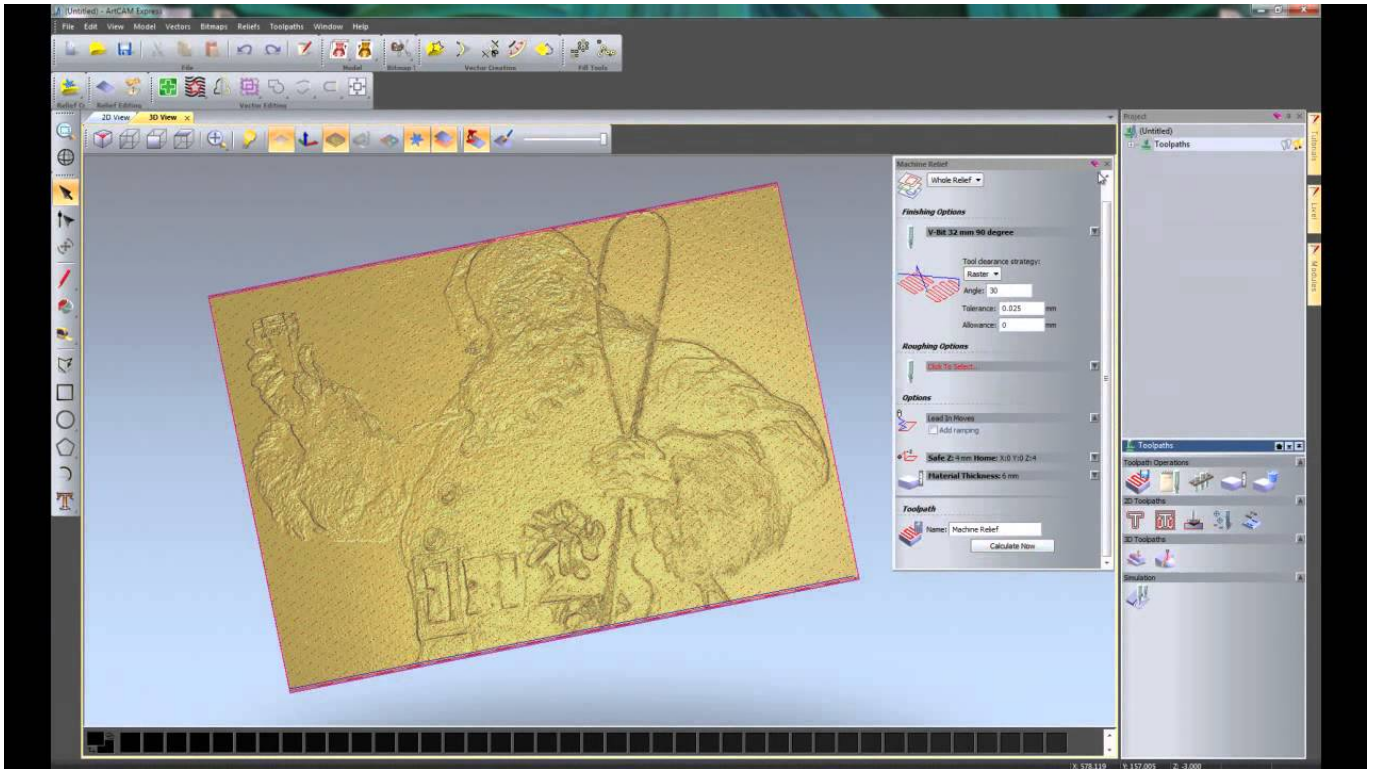 (Untitled) - ArtCAM Express
File Edit View Model Vectors Bitmaps Reliefs Toolpaths Window Help
File Model Bitmap Vector Creation Fill Tools
Relief Relief Editing Vector Editing
2D View 3D View x
Project
(Untitled)
Toolpaths
Tutorials
Local
Modules
Machine Relief
Whole Relief
Finishing Options
V-Bit 32 mm 90 degree
Tool clearance strategy:
Raster
Angle: 30
Tolerance: 0.025 mm
Allowance: 0 mm
Roughing Options
Click To Select...
Options
Lead In Moves
Add ramping
Safe Z: 4 mm Home: X:0 Y:0 Z:4
Material Thickness: 6 mm
Toolpath
Name: Machine Relief
Calculate Now
Toolpaths
Toolpath Operations
2D Toolpaths
3D Toolpaths
Simulation
X: 578.119 Y: 157.005 Z: -3.000